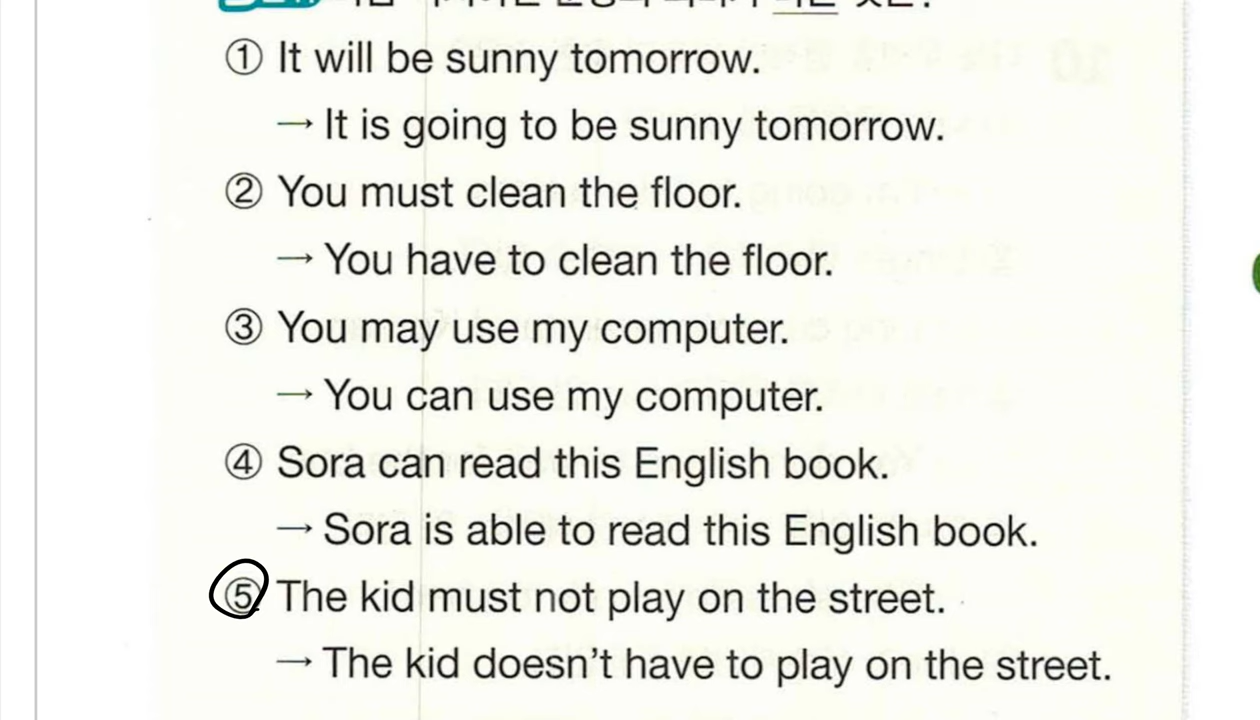 ① It will be sunny tomorrow.
→ It is going to be sunny tomorrow.
② You must clean the floor.
→ You have to clean the floor.
③ You may use my computer.
→ You can use my computer.
④ Sora can read this English book.
→ Sora is able to read this English book.
⑤ The kid must not play on the street.
→ The kid doesn't have to play on the street.